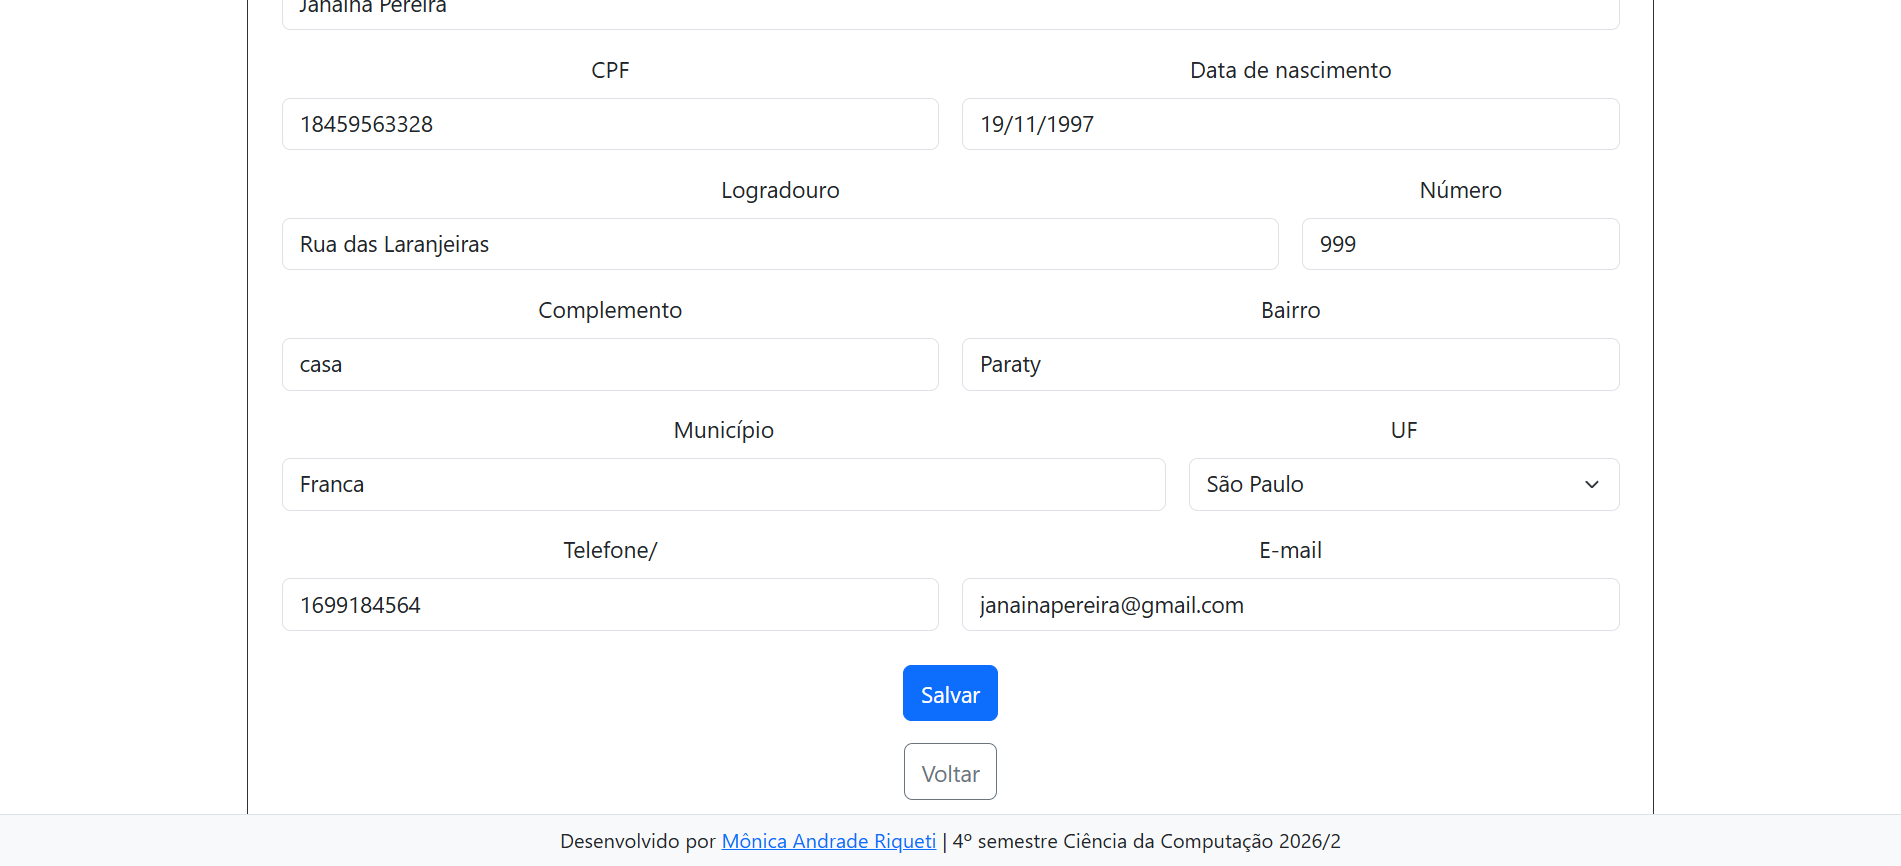 Janaina Pereira
CPF Data de nascimento
18459563328 19/11/1997
Logradouro Número
Rua das Laranjeiras 999
Complemento Bairro
casa Paraty
Município UF
Franca São Paulo
Telefone/ E-mail
1699184564 janainapereira@gmail.com
Salvar
Voltar
Desenvolvido por Mônica Andrade Riqueti | 4º semestre Ciência da Computação 2026/2